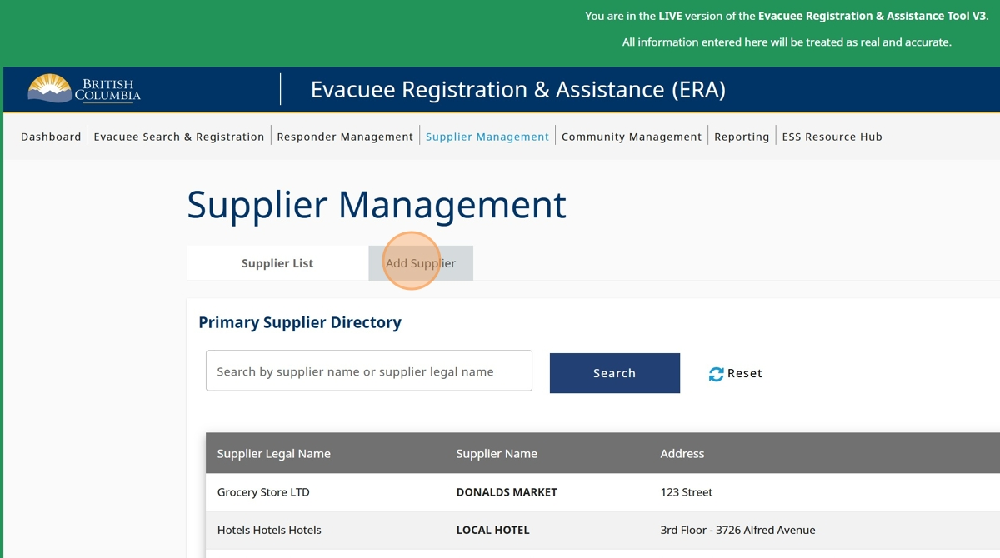 You are in the LIVE version of the Evacuee Registration & Assistance Tool V3.
All information entered here will be treated as real and accurate.
BRITISH
COLUMBIA
Evacuee Registration & Assistance (ERA)
Dashboard Evacuee Search & Registration Responder Management Supplier Management Community Management Reporting ESS Resource Hub
Supplier Management
Supplier List Add Supplier
Primary Supplier Directory
Search by supplier name or supplier legal name Search Reset
Supplier Legal Name Supplier Name Address
Grocery Store LTD DONALDS MARKET 123 Street
Hotels Hotels Hotels LOCAL HOTEL 3rd Floor - 3726 Alfred Avenue